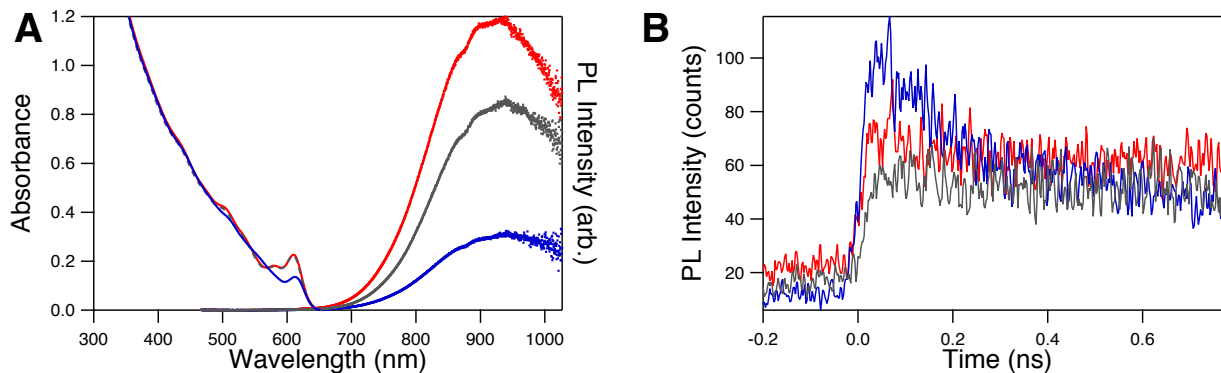 A
Absorbance
1.2
1.0
0.8
0.6
0.4
0.2
0.0
300 400 500 600 700 800 900 1000
Wavelength (nm)
PL Intensity (arb.)
B
PL Intensity (counts)
100
80
60
40
20
-0.2 0.0 0.2 0.4 0.6
Time (ns)